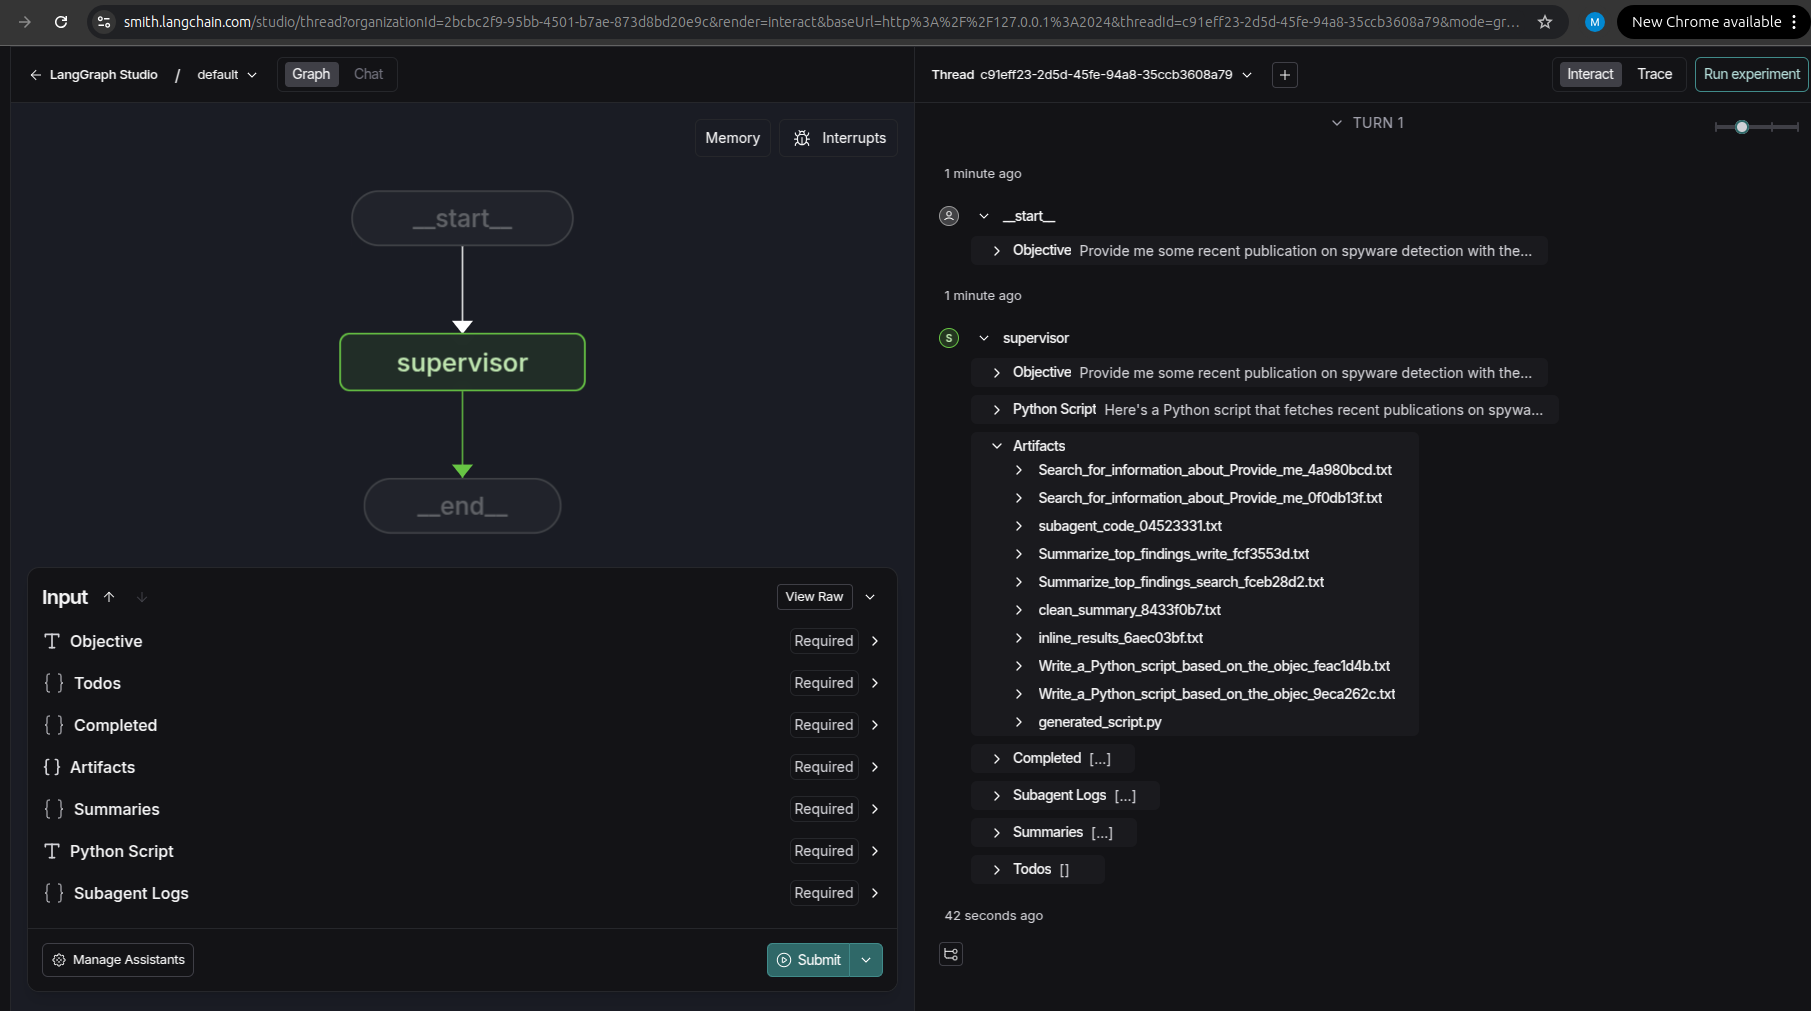 smith.langchain.com/studio/thread?organizationId=2bcbc2f9-95bb-4501-b7ae-873d8bd20e9c&render=interact&baseUrl=http%3A%2F%2F127.0.0.1%3A2024&threadId=c91eff23-2d5d-45fe-94a8-35ccb3608a79&mode=gr...
M
New Chrome available
LangGraph Studio / default
Graph Chat
Memory
Interrupts
__start__
supervisor
__end__
Input
View Raw
Objective Required
{ } Todos Required
{ } Completed Required
{ } Artifacts Required
{ } Summaries Required
Python Script Required
{ } Subagent Logs Required
Manage Assistants
Submit
Thread c91eff23-2d5d-45fe-94a8-35ccb3608a79
+
Interact Trace
Run experiment
TURN 1
1 minute ago
__start__
Objective Provide me some recent publication on spyware detection with the...
1 minute ago
S supervisor
Objective Provide me some recent publication on spyware detection with the...
Python Script Here's a Python script that fetches recent publications on spywa...
Artifacts
Search_for_information_about_Provide_me_4a980bcd.txt
Search_for_information_about_Provide_me_0f0db13f.txt
subagent_code_04523331.txt
Summarize_top_findings_write_fcf3553d.txt
Summarize_top_findings_search_fceb28d2.txt
clean_summary_8433f0b7.txt
inline_results_6aec03bf.txt
Write_a_Python_script_based_on_the_objec_feac1d4b.txt
Write_a_Python_script_based_on_the_objec_9eca262c.txt
generated_script.py
Completed [...]
Subagent Logs [...]
Summaries [...]
Todos []
42 seconds ago